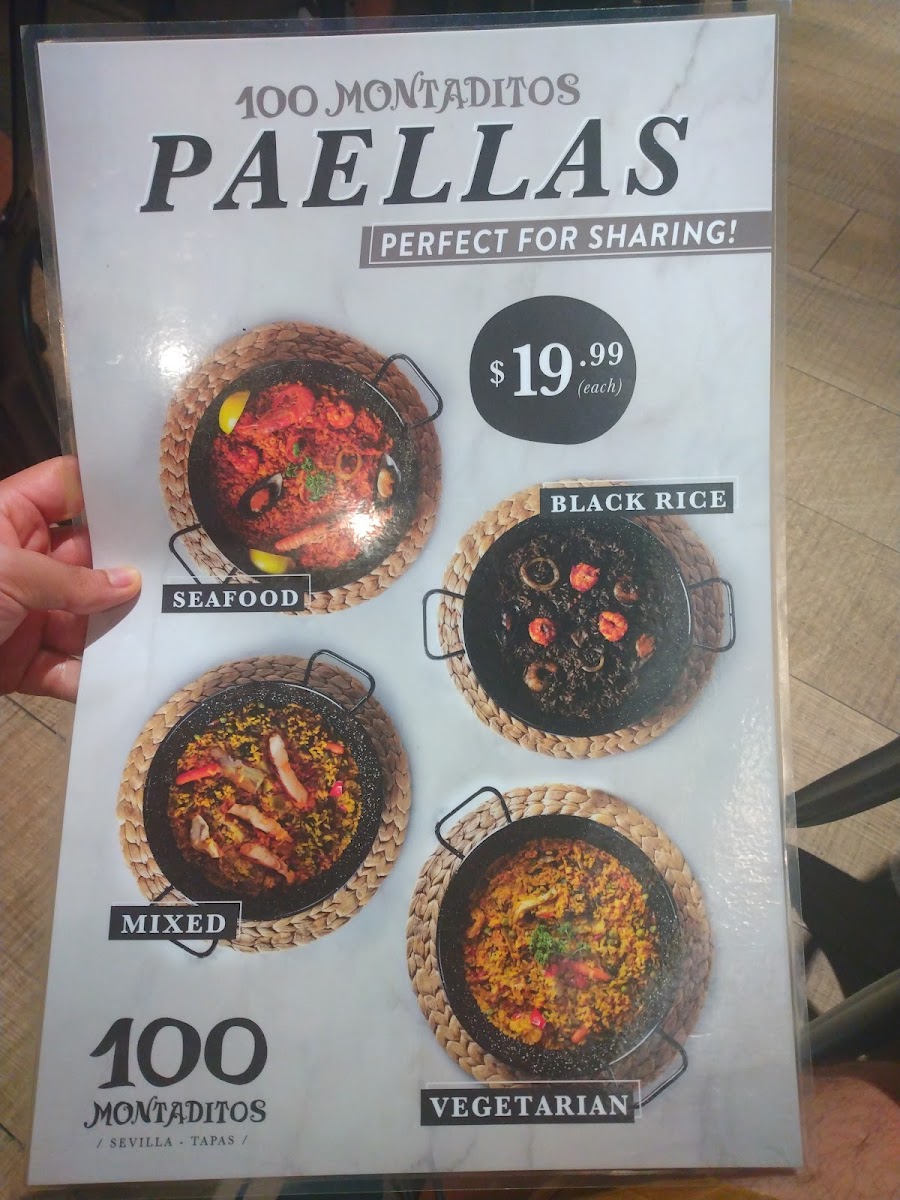 100 MONTADITOS
PAELLAS
PERFECT FOR SHARING!
$19.99
(each)
SEAFOOD
BLACK RICE
MIXED
VEGETARIAN
100
MONTADITOS
/ SEVILLA - TAPAS /